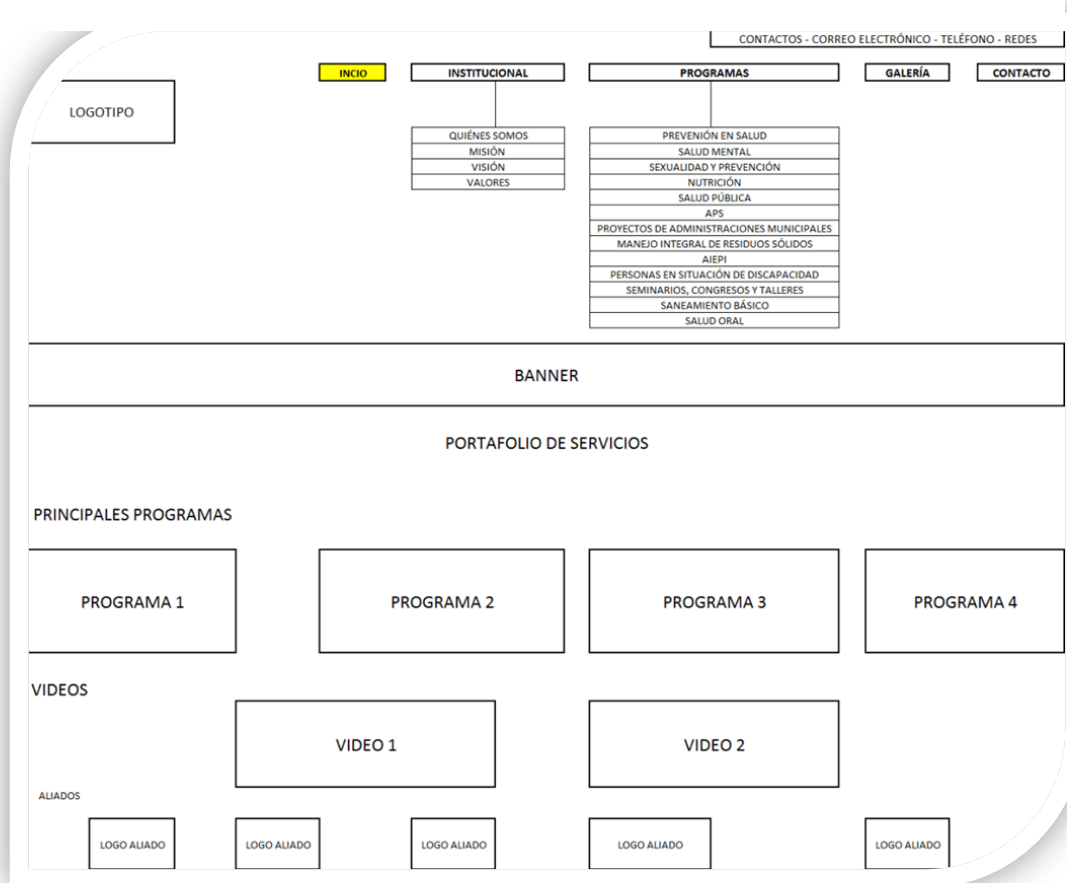 CONTACTOS - CORREO ELECTRÓNICO - TELÉFONO - REDES
INCIO
INSTITUCIONAL
PROGRAMAS
GALERÍA
CONTACTO
LOGOTIPO
QUIÉNES SOMOS
MISIÓN
VISIÓN
VALORES
PREVENIÓN EN SALUD
SALUD MENTAL
SEXUALIDAD Y PREVENCIÓN
NUTRICIÓN
SALUD PÚBLICA
APS
PROYECTOS DE ADMINISTRACIONES MUNICIPALES
MANEJO INTEGRAL DE RESIDUOS SÓLIDOS
AIEPI
PERSONAS EN SITUACIÓN DE DISCAPACIDAD
SEMINARIOS, CONGRESOS Y TALLERES
SANEAMIENTO BÁSICO
SALUD ORAL
BANNER
PORTAFOLIO DE SERVICIOS
PRINCIPALES PROGRAMAS
PROGRAMA 1
PROGRAMA 2
PROGRAMA 3
PROGRAMA 4
VIDEOS
VIDEO 1
VIDEO 2
ALIADOS
LOGO ALIADO
LOGO ALIADO
LOGO ALIADO
LOGO ALIADO
LOGO ALIADO